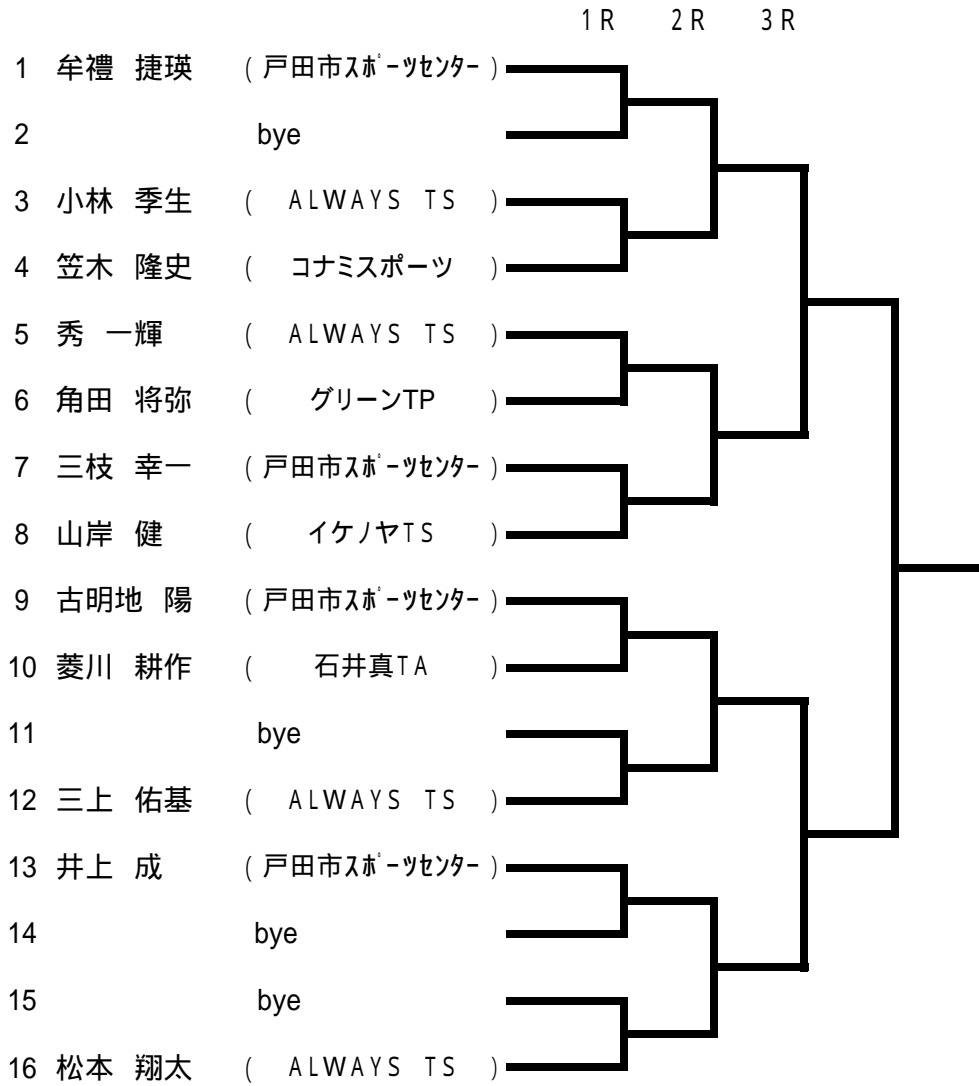 1R 2R 3R
1 牟禮 捷瑛 (戸田市ｽﾎﾟｰﾂｾﾝﾀｰ)
2 bye
3 小林 季生 ( ALWAYS TS )
4 笠木 隆史 ( コナミスポーツ )
5 秀 一輝 ( ALWAYS TS )
6 角田 将弥 ( グリーンTP )
7 三枝 幸一 (戸田市ｽﾎﾟｰﾂｾﾝﾀｰ)
8 山岸 健 ( イケノヤTS )
9 古明地 陽 (戸田市ｽﾎﾟｰﾂｾﾝﾀｰ)
10 菱川 耕作 ( 石井真TA )
11 bye
12 三上 佑基 ( ALWAYS TS )
13 井上 成 (戸田市ｽﾎﾟｰﾂｾﾝﾀｰ)
14 bye
15 bye
16 松本 翔太 ( ALWAYS TS )